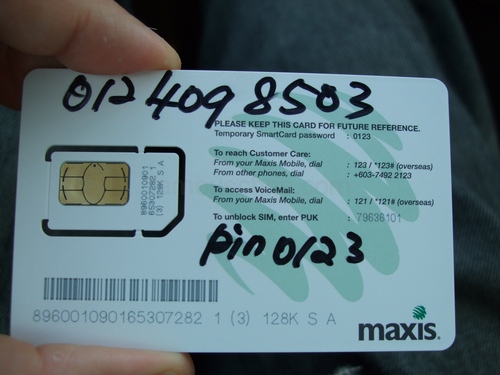 012 409 8503
PLEASE KEEP THIS CARD FOR FUTURE REFERENCE.
Temporary SmartCard password : 0123
To reach Customer Care:
From your Maxis Mobile, dial : 123 / *123# (overseas)
From other phones, dial : +603-7492 2123
To access VoiceMail:
From your Maxis Mobile, dial : 121 / *121# (overseas)
To unblock SIM, enter PUK : 79636101
pin 0123
8960010901
65307282 1
(3) 128K S A
896001090165307282 1 (3) 128K S A
maxis.